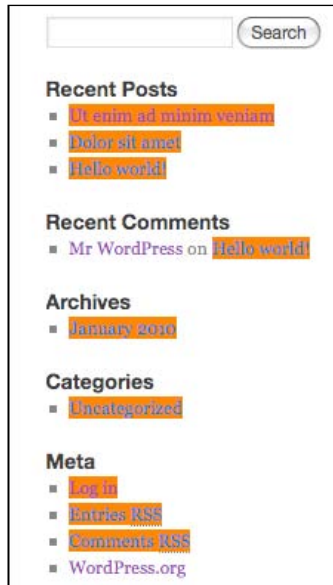 Search
Recent Posts
Ut enim ad minim veniam
Dolor sit amet
Hello world!
Recent Comments
Mr WordPress on Hello world!
Archives
January 2010
Categories
Uncategorized
Meta
Log in
Entries RSS
Comments RSS
WordPress.org